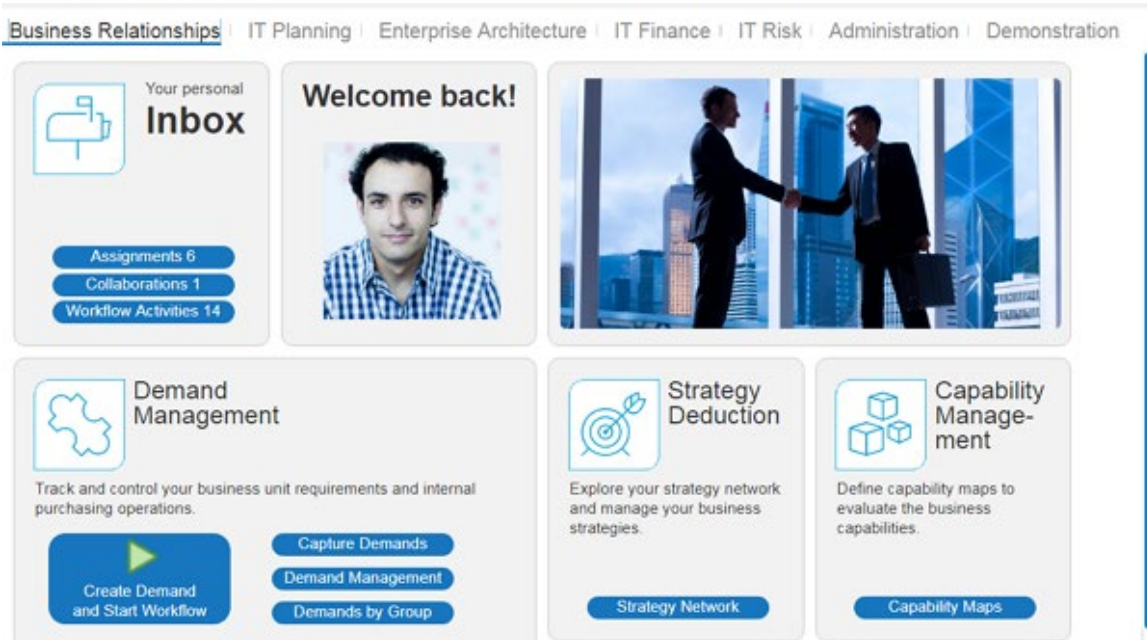 Business Relationships IT Planning Enterprise Architecture IT Finance IT Risk Administration Demonstration
Your personal
Inbox
Assignments 6
Collaborations 1
Workflow Activities 14
Welcome back!
Demand
Management
Track and control your business unit requirements and internal
purchasing operations.
Create Demand
and Start Workflow
Capture Demands
Demand Management
Demands by Group
Strategy
Deduction
Explore your strategy network
and manage your business
strategies.
Strategy Network
Capability
Manage-
ment
Define capability maps to
evaluate the business
capabilities.
Capability Maps